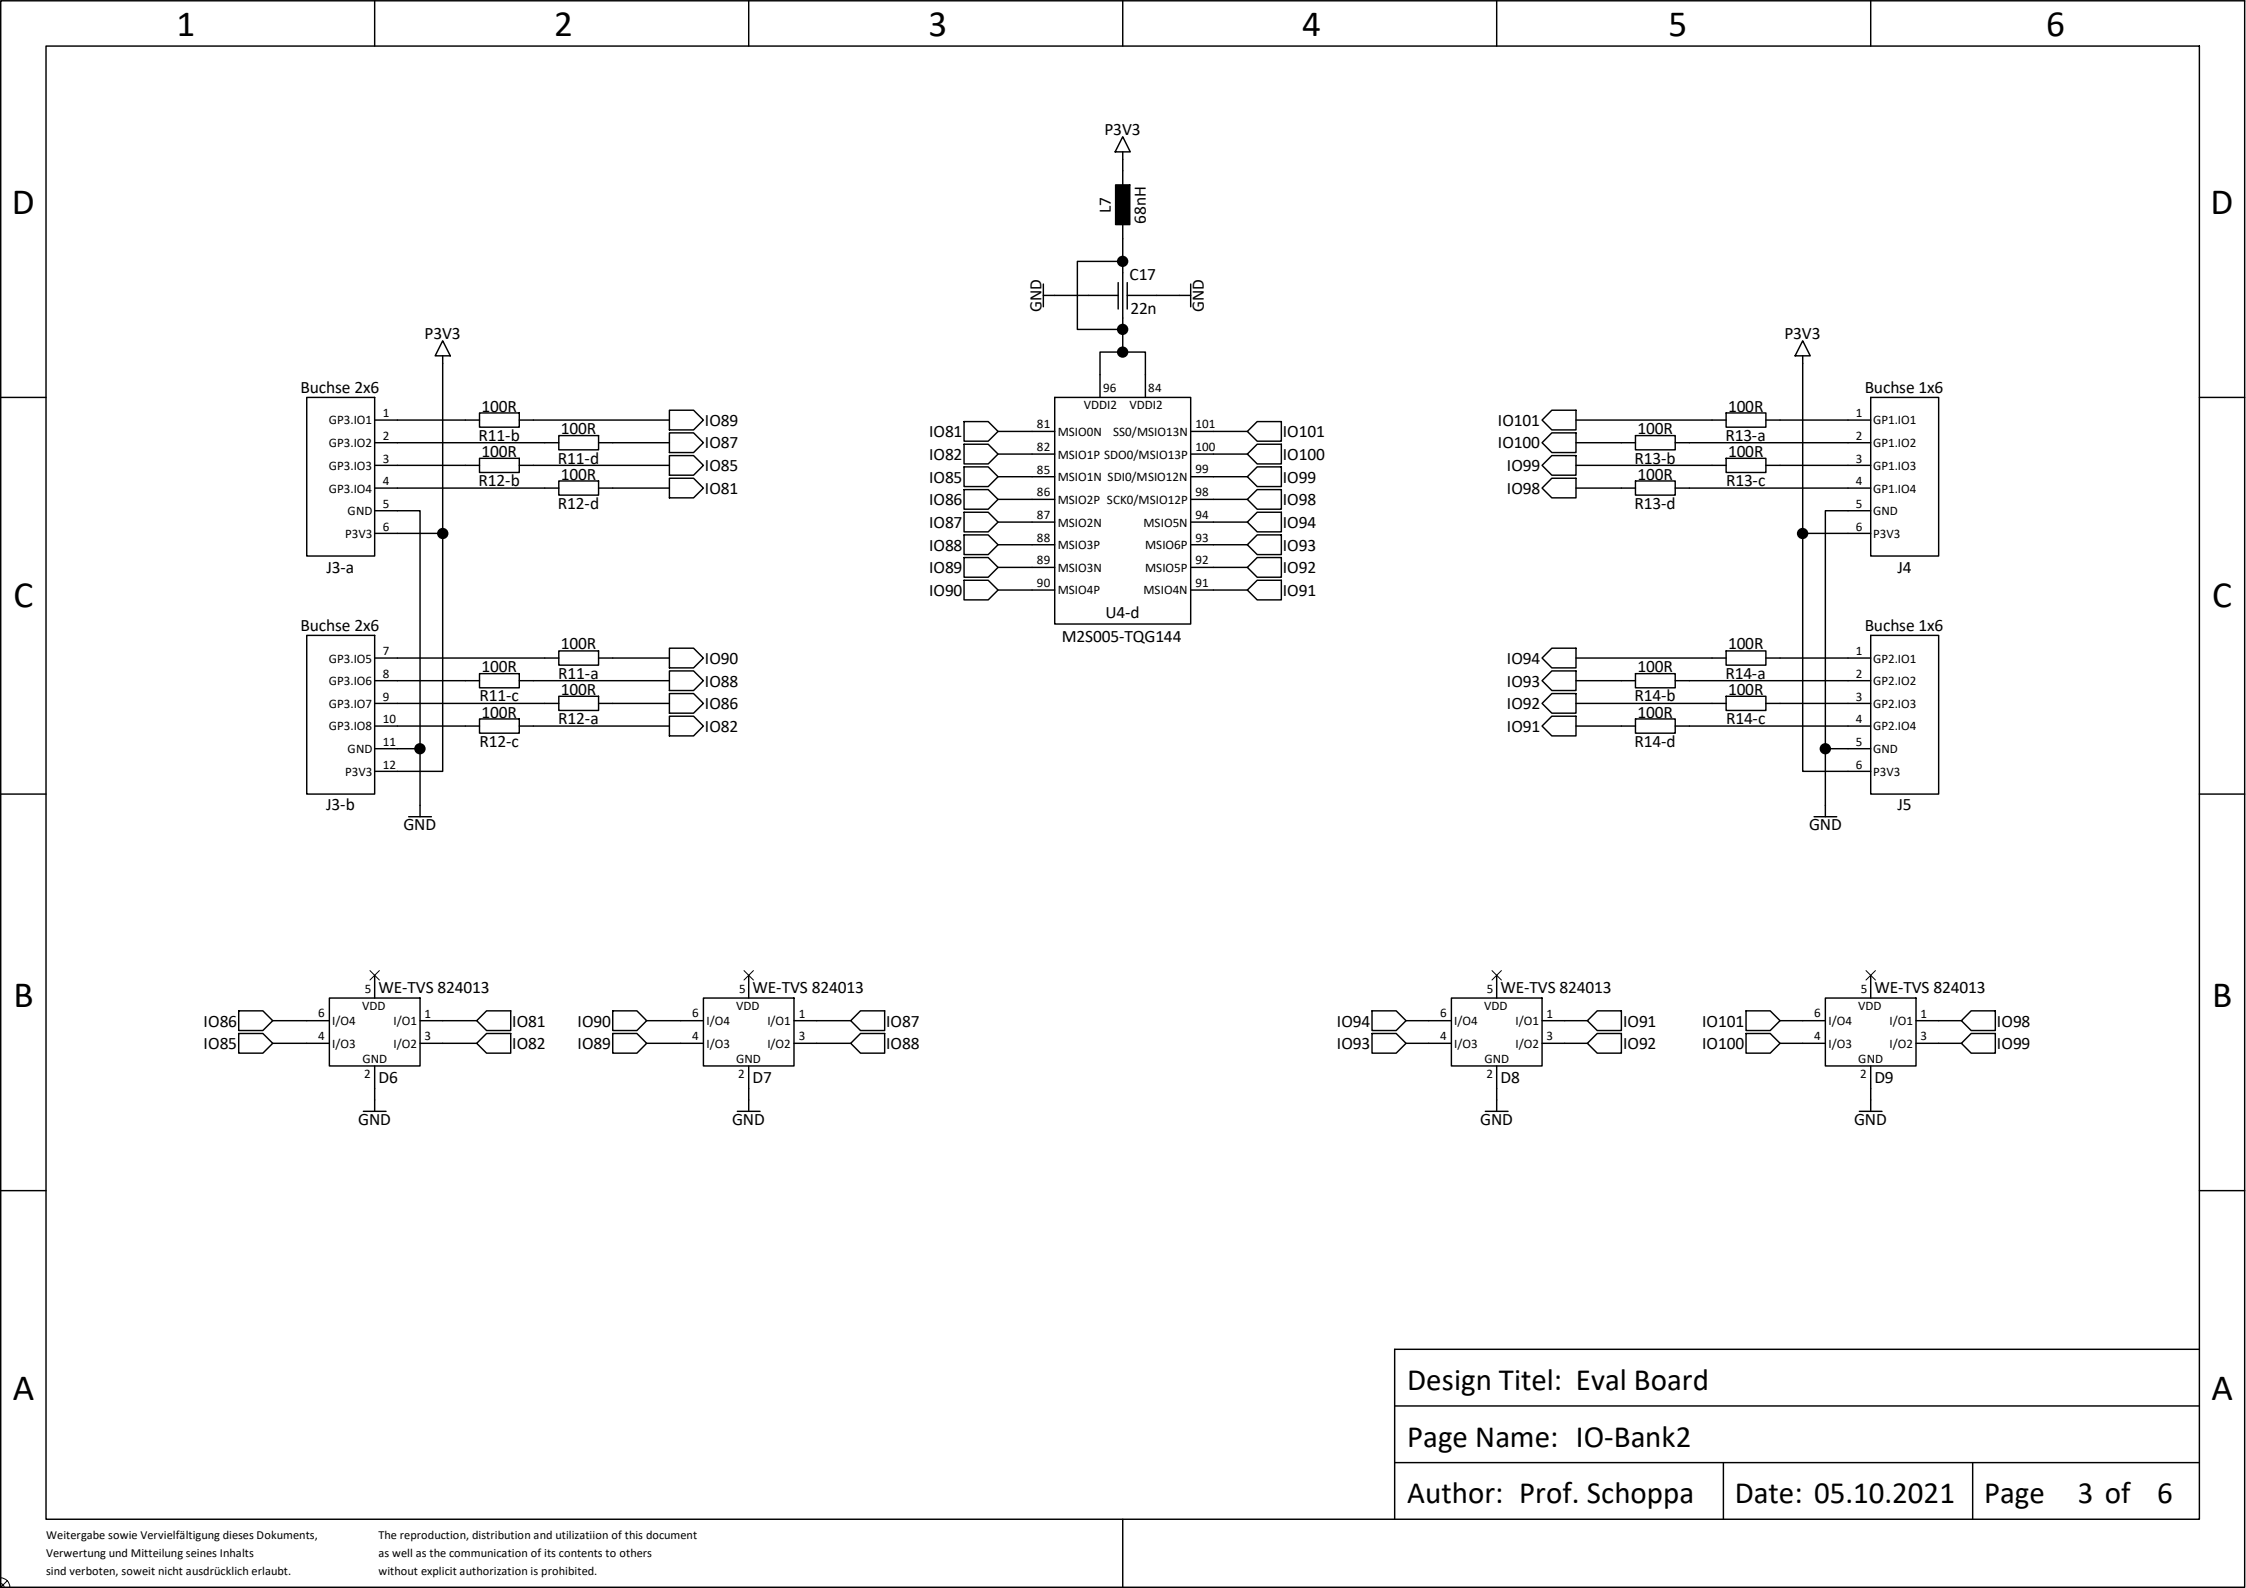 1 2 3 4 5 6
D D
C C
B B
A A
P3V3
L7
68nH
C17
22n
GND GND
96 84
VDDI2 VDDI2
IO81 81 MSIO0N SS0/MSIO13N 101 IO101
IO82 82 MSIO1P SDO0/MSIO13P 100 IO100
IO85 85 MSIO1N SDI0/MSIO12N 99 IO99
IO86 86 MSIO2P SCK0/MSIO12P 98 IO98
IO87 87 MSIO2N MSIO5N 94 IO94
IO88 88 MSIO3P MSIO6P 93 IO93
IO89 89 MSIO3N MSIO5P 92 IO92
IO90 90 MSIO4P MSIO4N 91 IO91
U4-d
M2S005-TQG144
P3V3
Buchse 2x6
GP3.IO1 1 100R R11-b IO89
GP3.IO2 2 100R R11-d IO87
GP3.IO3 3 100R R12-b IO85
GP3.IO4 4 100R R12-d IO81
GND 5
P3V3 6
J3-a
Buchse 2x6
GP3.IO5 7 100R R11-a IO90
GP3.IO6 8 100R R11-c IO88
GP3.IO7 9 100R R12-a IO86
GP3.IO8 10 100R R12-c IO82
GND 11
P3V3 12
J3-b
GND
P3V3
Buchse 1x6
IO101 100R R13-a 1 GP1.IO1
IO100 100R R13-b 2 GP1.IO2
IO99 100R R13-c 3 GP1.IO3
IO98 100R R13-d 4 GP1.IO4
5 GND
6 P3V3
J4
Buchse 1x6
IO94 100R R14-a 1 GP2.IO1
IO93 100R R14-b 2 GP2.IO2
IO92 100R R14-c 3 GP2.IO3
IO91 100R R14-d 4 GP2.IO4
5 GND
6 P3V3
J5
GND
5 WE-TVS 824013
VDD
IO86 6 I/O4 I/O1 1 IO81
IO85 4 I/O3 I/O2 3 IO82
GND
2 D6
GND
5 WE-TVS 824013
VDD
IO90 6 I/O4 I/O1 1 IO87
IO89 4 I/O3 I/O2 3 IO88
GND
2 D7
GND
5 WE-TVS 824013
VDD
IO94 6 I/O4 I/O1 1 IO91
IO93 4 I/O3 I/O2 3 IO92
GND
2 D8
GND
5 WE-TVS 824013
VDD
IO101 6 I/O4 I/O1 1 IO98
IO100 4 I/O3 I/O2 3 IO99
GND
2 D9
GND
Design Titel: Eval Board
Page Name: IO-Bank2
Author: Prof. Schoppa Date: 05.10.2021 Page 3 of 6
Weitergabe sowie Vervielfältigung dieses Dokuments,
Verwertung und Mitteilung seines Inhalts
sind verboten, soweit nicht ausdrücklich erlaubt.
The reproduction, distribution and utilizatiion of this document
as well as the communication of its contents to others
without explicit authorization is prohibited.